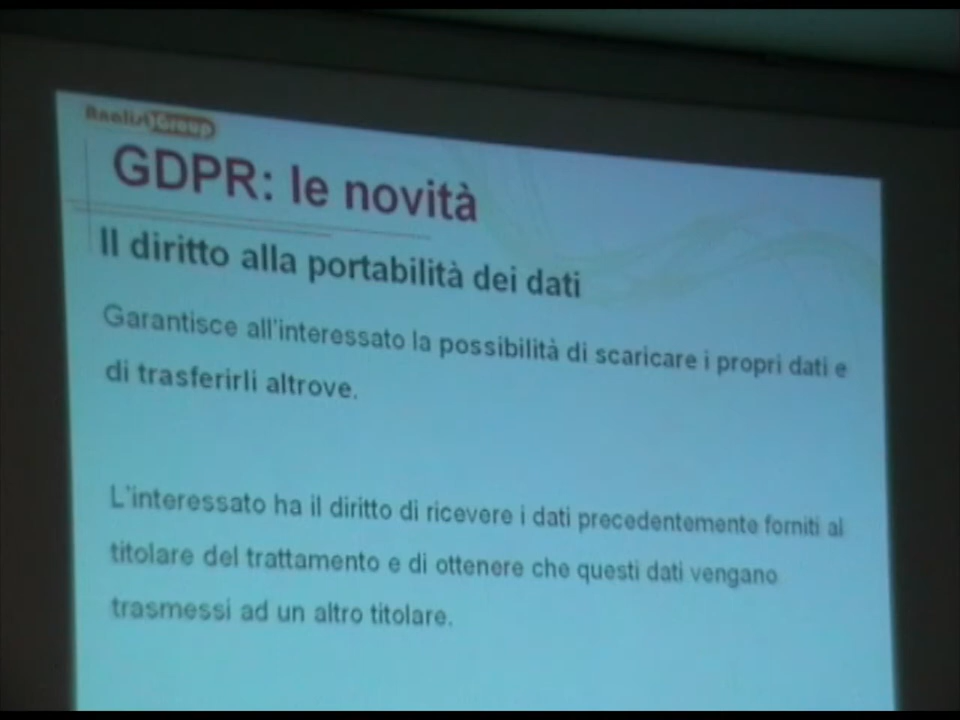 Analist Group
GDPR: le novità
Il diritto alla portabilità dei dati
Garantisce all'interessato la possibilità di scaricare i propri dati e
di trasferirli altrove.
L'interessato ha il diritto di ricevere i dati precedentemente forniti al
titolare del trattamento e di ottenere che questi dati vengano
trasmessi ad un altro titolare.